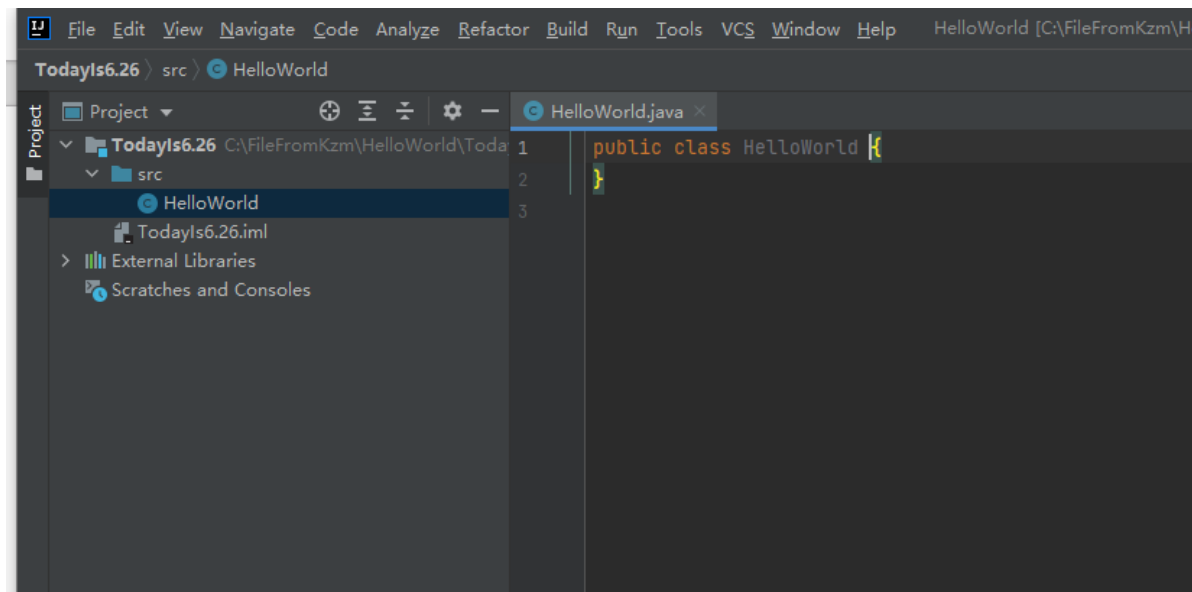 IJ File Edit View Navigate Code Analyze Refactor Build Run Tools VCS Window Help HelloWorld [C:\FileFromKzm\H
TodayIs6.26 〉 src 〉 C HelloWorld
Project
Project
C HelloWorld.java ×
TodayIs6.26 C:\FileFromKzm\HelloWorld\Toda
src
C HelloWorld
TodayIs6.26.iml
External Libraries
Scratches and Consoles
1 public class HelloWorld {
2 }
3